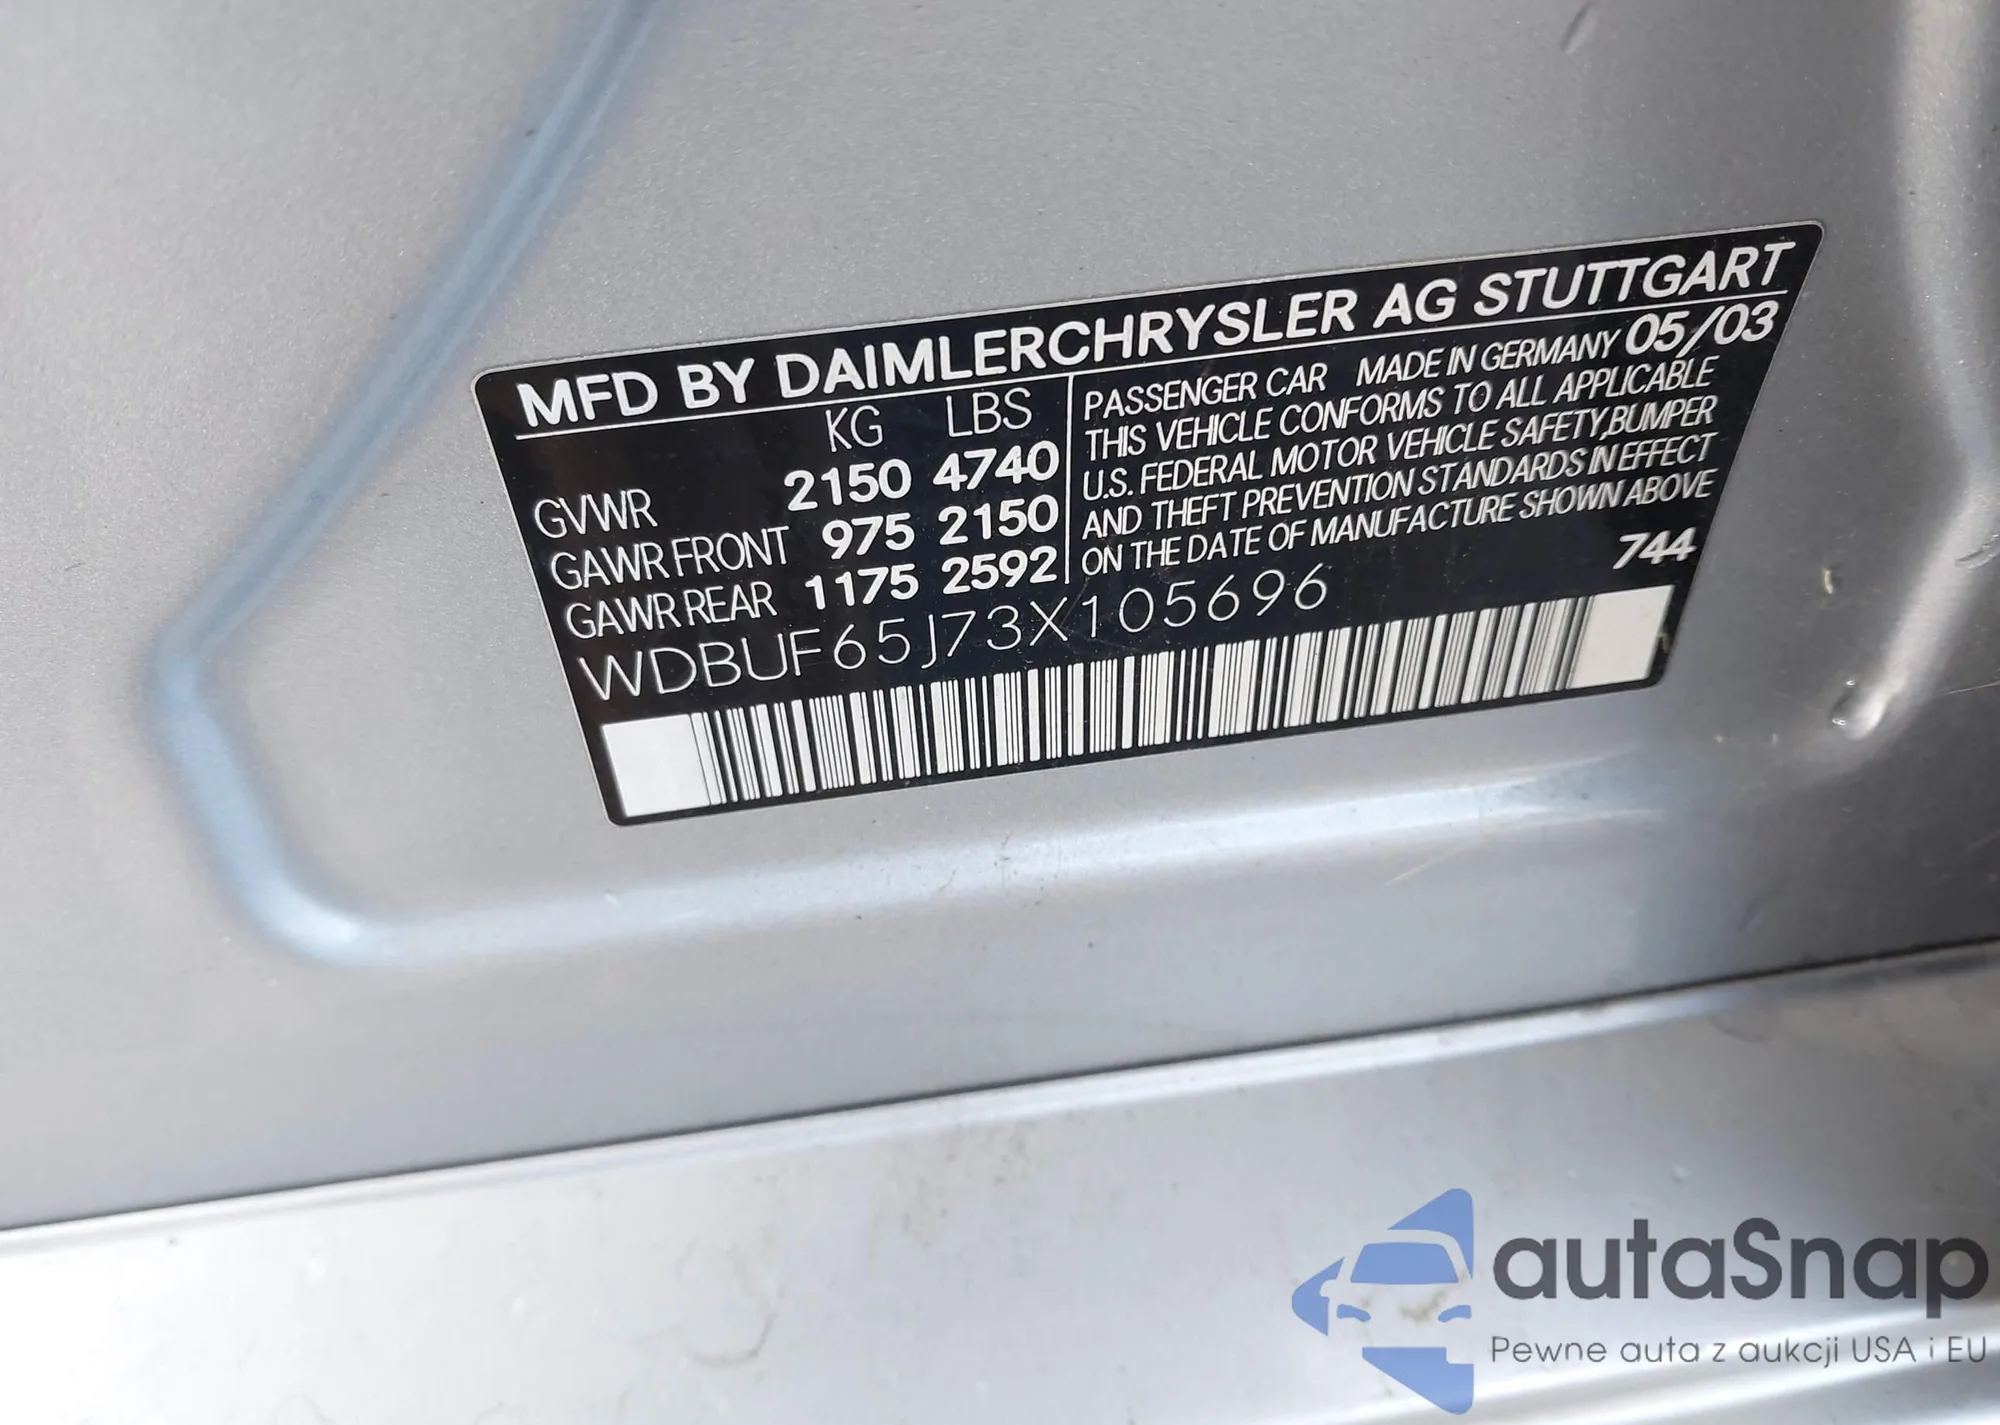 MFD BY DAIMLERCHRYSLER AG STUTTGART
KG LBS
GVWR 2150 4740
GAWR FRONT 975 2150
GAWR REAR 1175 2592
PASSENGER CAR MADE IN GERMANY 05/03
THIS VEHICLE CONFORMS TO ALL APPLICABLE
U.S. FEDERAL MOTOR VEHICLE SAFETY,BUMPER
AND THEFT PREVENTION STANDARDS IN EFFECT
ON THE DATE OF MANUFACTURE SHOWN ABOVE
744
WDBUF65J73X105696
autaSnap
Pewne auta z aukcji USA i EU